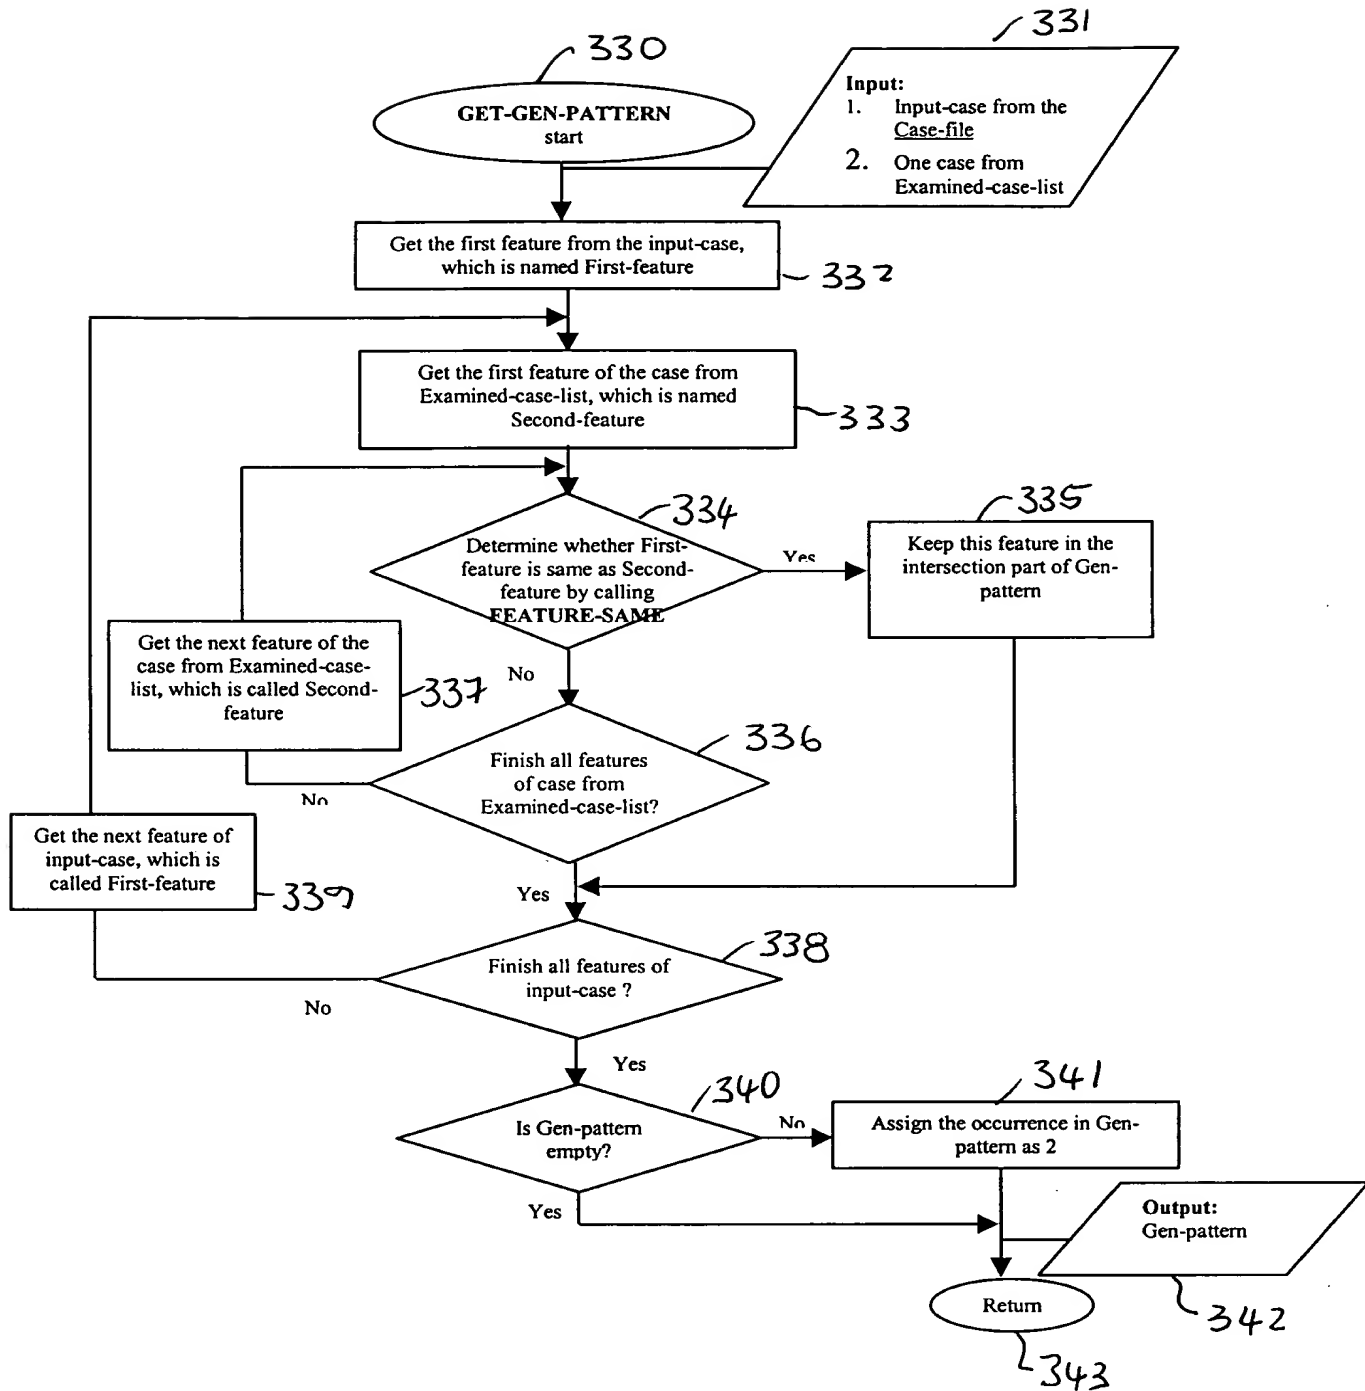 330
331
GET-GEN-PATTERN
start
Input:
1. Input-case from the
Case-file
2. One case from
Examined-case-list
Get the first feature from the input-case,
which is named First-feature
332
Get the first feature of the case from
Examined-case-list, which is named
Second-feature
333
334
335
Determine whether First-
feature is same as Second-
feature by calling
FEATURE-SAME
Yes
Keep this feature in the
intersection part of Gen-
pattern
Get the next feature of the
case from Examined-case-
list, which is called Second-
feature
337
No
336
Finish all features
of case from
Examined-case-list?
No
Get the next feature of
input-case, which is
called First-feature
339
Yes
338
Finish all features of
input-case ?
No
Yes
340
341
Is Gen-pattern
empty?
No
Assign the occurrence in Gen-
pattern as 2
Yes
Output:
Gen-pattern
Return
342
343